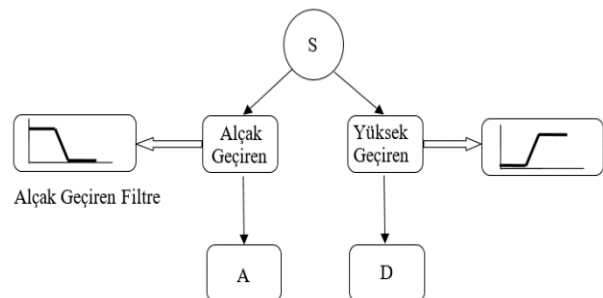 S
Alçak
Geçiren
Yüksek
Geçiren
Alçak Geçiren Filtre
A
D